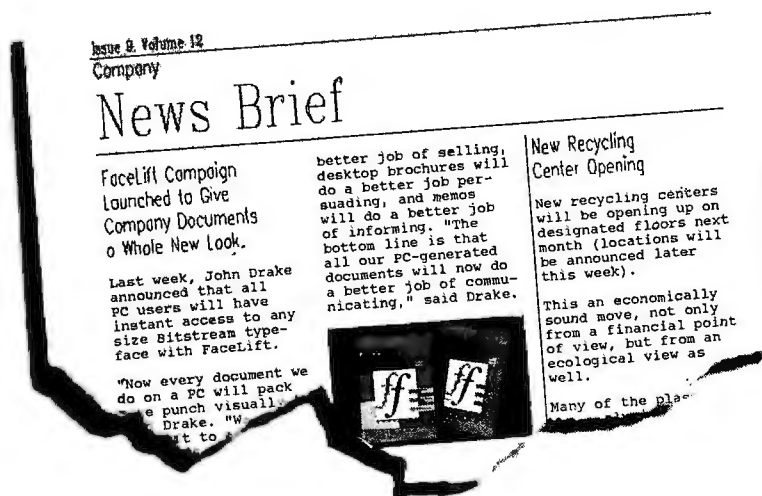 Issue 9. Volume 12
Company
News Brief
FaceLift Campaign
Launched to Give
Company Documents
a Whole New Look.
Last week, John Drake
announced that all
PC users will have
instant access to any
size Bitstream type-
face with FaceLift.
"Now every document we
do on a PC will pack
punch visuall
Drake. "W
it to
better job of selling,
desktop brochures will
do a better job per-
suading, and memos
will do a better job
of informing. "The
bottom line is that
all our PC-generated
documents will now do
a better job of commu-
nicating," said Drake.
ff
ff
New Recycling
Center Opening
New recycling centers
will be opening up on
designated floors next
month (locations will
be announced later
this week).
This an economically
sound move, not only
from a financial point
of view, but from an
ecological view as
well.
Many of the plas